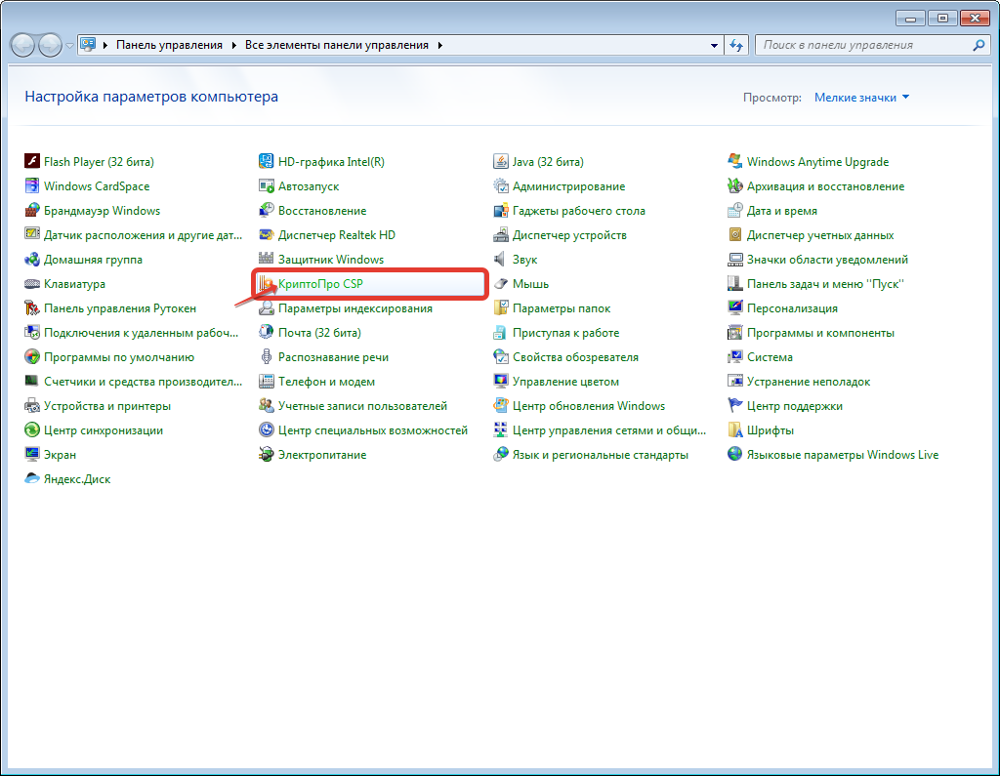 Панель управления Все элементы панели управления Поиск в панели управления
Настройка параметров компьютера Просмотр: Мелкие значки
Flash Player (32 бита) HD-графика Intel(R) Java (32 бита) Windows Anytime Upgrade
Windows CardSpace Автозапуск Администрирование Архивация и восстановление
Брандмауэр Windows Восстановление Гаджеты рабочего стола Дата и время
Датчик расположения и другие дат... Диспетчер Realtek HD Диспетчер устройств Диспетчер учетных данных
Домашняя группа Защитник Windows Звук Значки области уведомлений
Клавиатура КриптоПро CSP Мышь Панель задач и меню "Пуск"
Панель управления Рутокен Параметры индексирования Параметры папок Персонализация
Подключения к удаленным рабоч... Почта (32 бита) Приступая к работе Программы и компоненты
Программы по умолчанию Распознавание речи Свойства обозревателя Система
Счетчики и средства производител... Телефон и модем Управление цветом Устранение неполадок
Устройства и принтеры Учетные записи пользователей Центр обновления Windows Центр поддержки
Центр синхронизации Центр специальных возможностей Центр управления сетями и общи... Шрифты
Экран Электропитание Язык и региональные стандарты Языковые параметры Windows Live
Яндекс.Диск